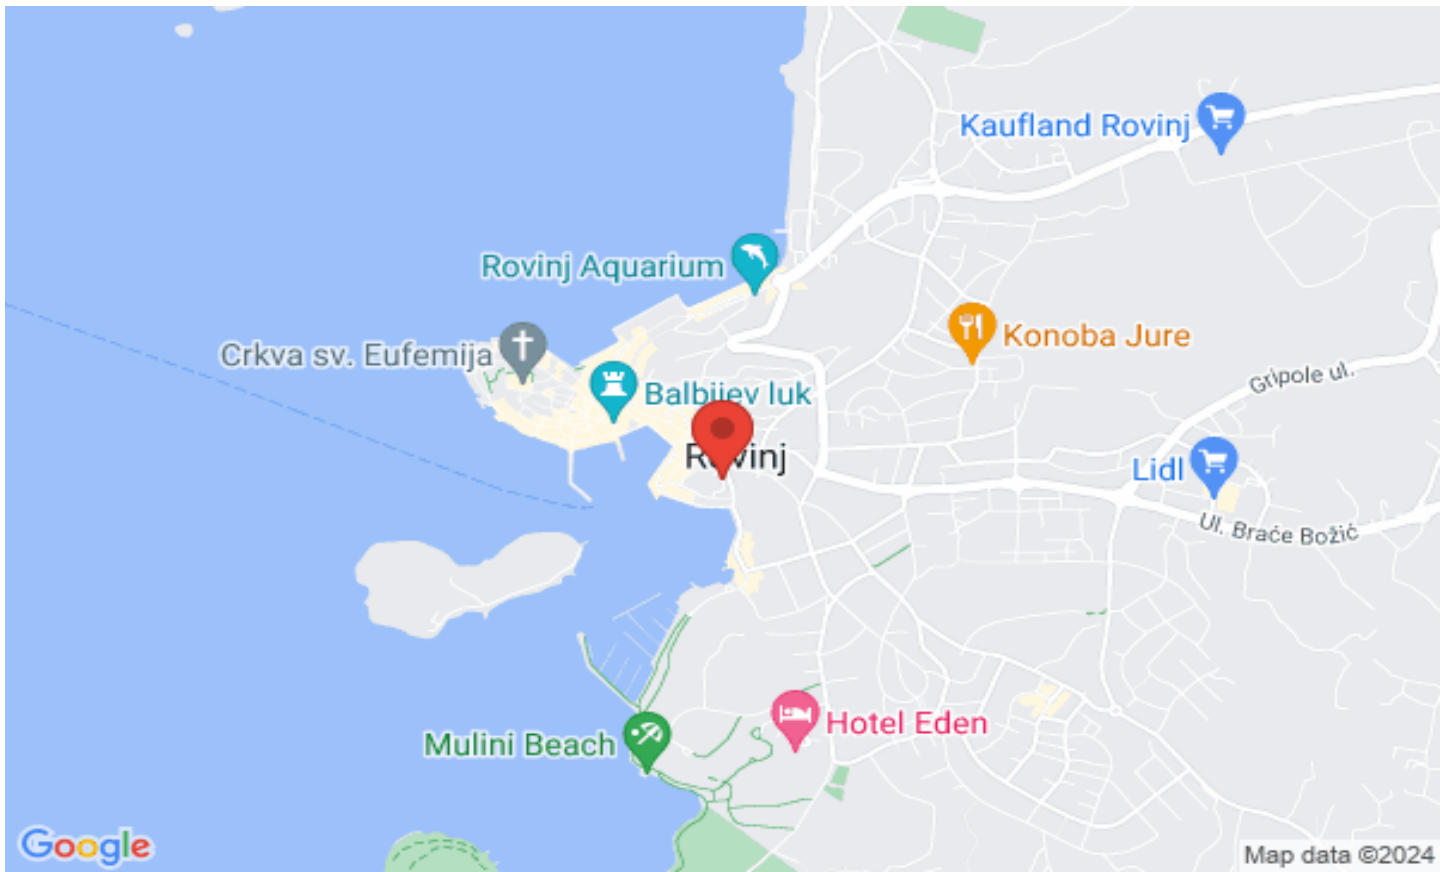 Kaufland Rovinj
Rovinj Aquarium
Konoba Jure
Crkva sv. Eufemija
Gripole ul.
Balbijev luk
Rovinj
Lidl
Ul. Braće Božić
Hotel Eden
Mulini Beach
Google
Map data ©2024